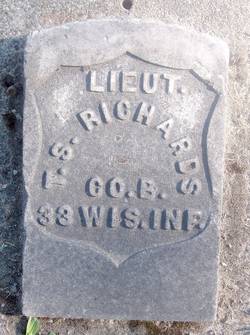 LIEUT.
T. S. RICHARDS
CO. B.
33 WIS. INF.